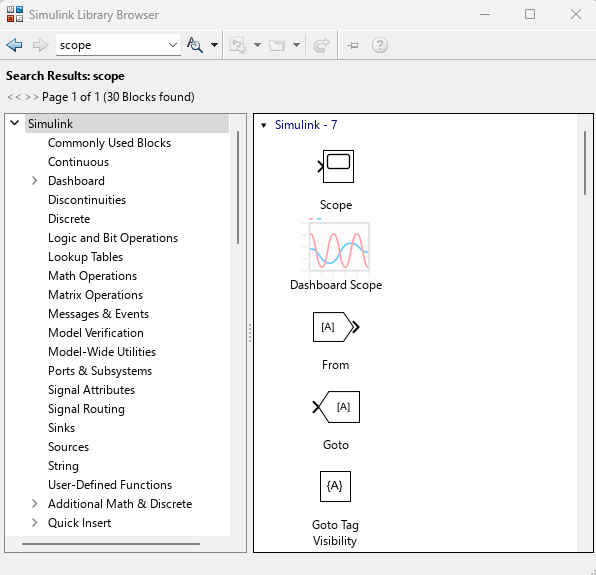 Simulink Library Browser
scope
Search Results: scope
<< >> Page 1 of 1 (30 Blocks found)
Simulink
Commonly Used Blocks
Continuous
Dashboard
Discontinuities
Discrete
Logic and Bit Operations
Lookup Tables
Math Operations
Matrix Operations
Messages & Events
Model Verification
Model-Wide Utilities
Ports & Subsystems
Signal Attributes
Signal Routing
Sinks
Sources
String
User-Defined Functions
Additional Math & Discrete
Quick Insert
Simulink - 7
Scope
Dashboard Scope
[A]
From
[A]
Goto
{A}
Goto Tag
Visibility